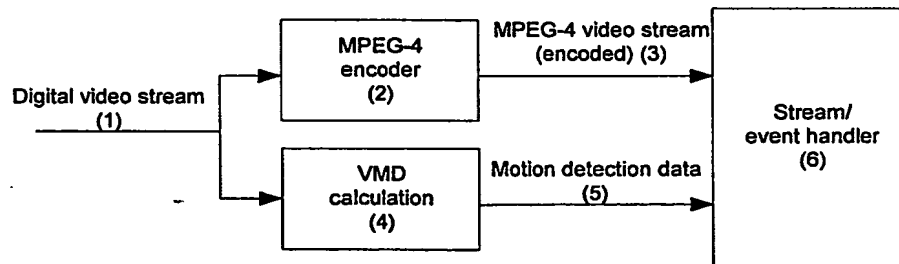 Digital video stream
(1)
MPEG-4
encoder
(2)
MPEG-4 video stream
(encoded) (3)
VMD
calculation
(4)
Motion detection data
(5)
Stream/
event handler
(6)